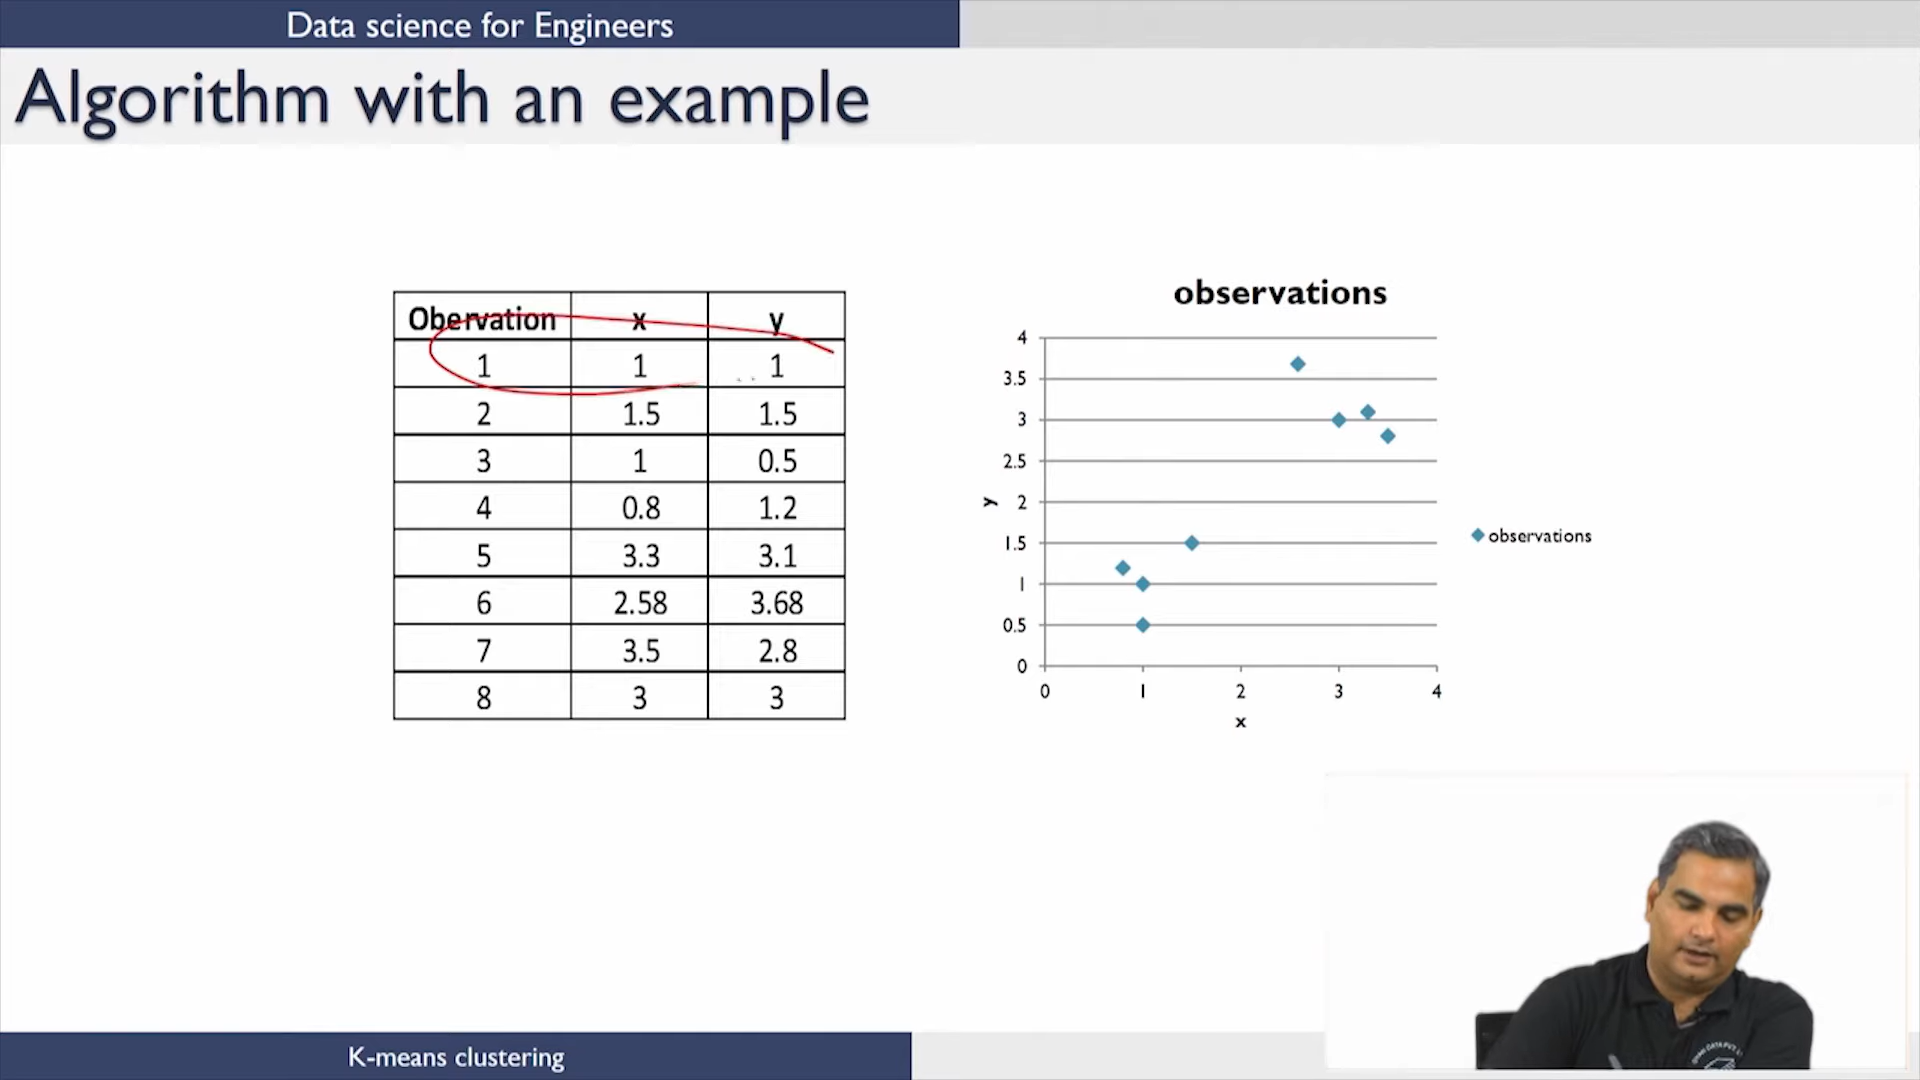 Data science for Engineers
Algorithm with an example
Obervation x y
1 1 1
2 1.5 1.5
3 1 0.5
4 0.8 1.2
5 3.3 3.1
6 2.58 3.68
7 3.5 2.8
8 3 3
observations
4
3.5
3
2.5
2
1.5
1
0.5
0
y
0 1 2 3 4
x
observations
K-means clustering